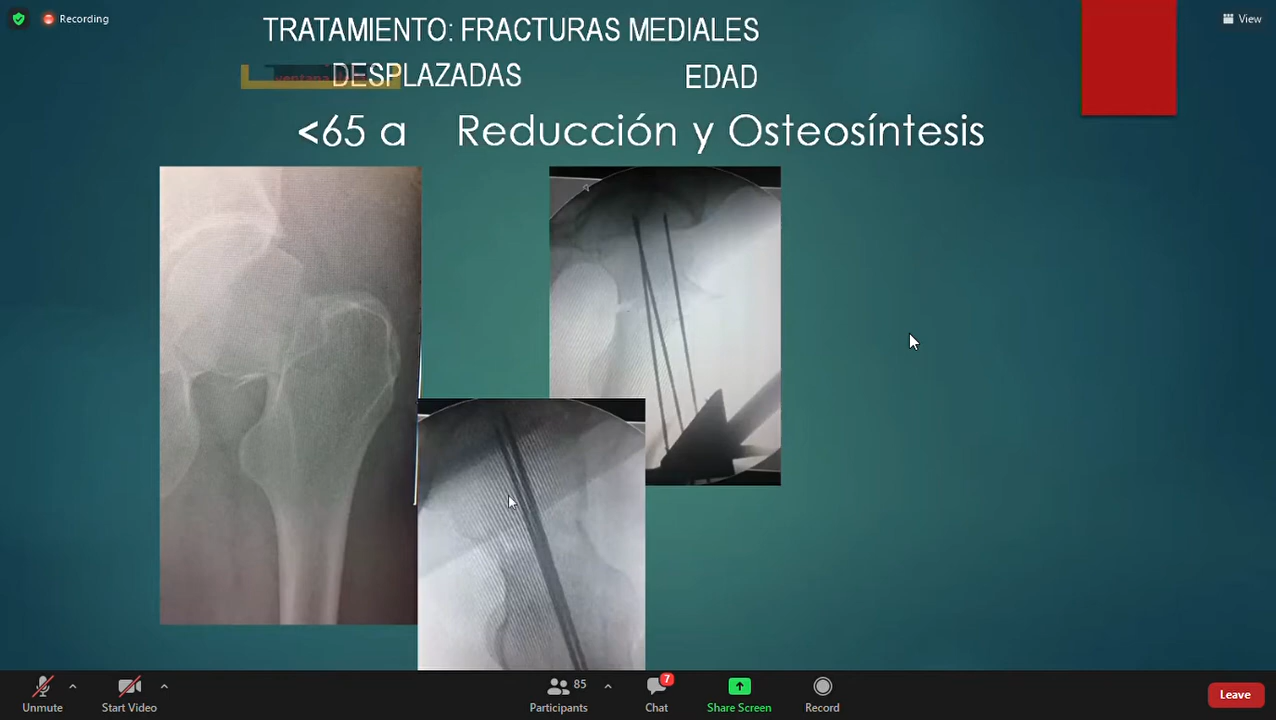 Recording
View
TRATAMIENTO: FRACTURAS MEDIALES
DESPLAZADAS EDAD
ventana
<65 a Reducción y Osteosíntesis
Unmute
Start Video
85
Participants
7
Chat
Share Screen
Record
Leave